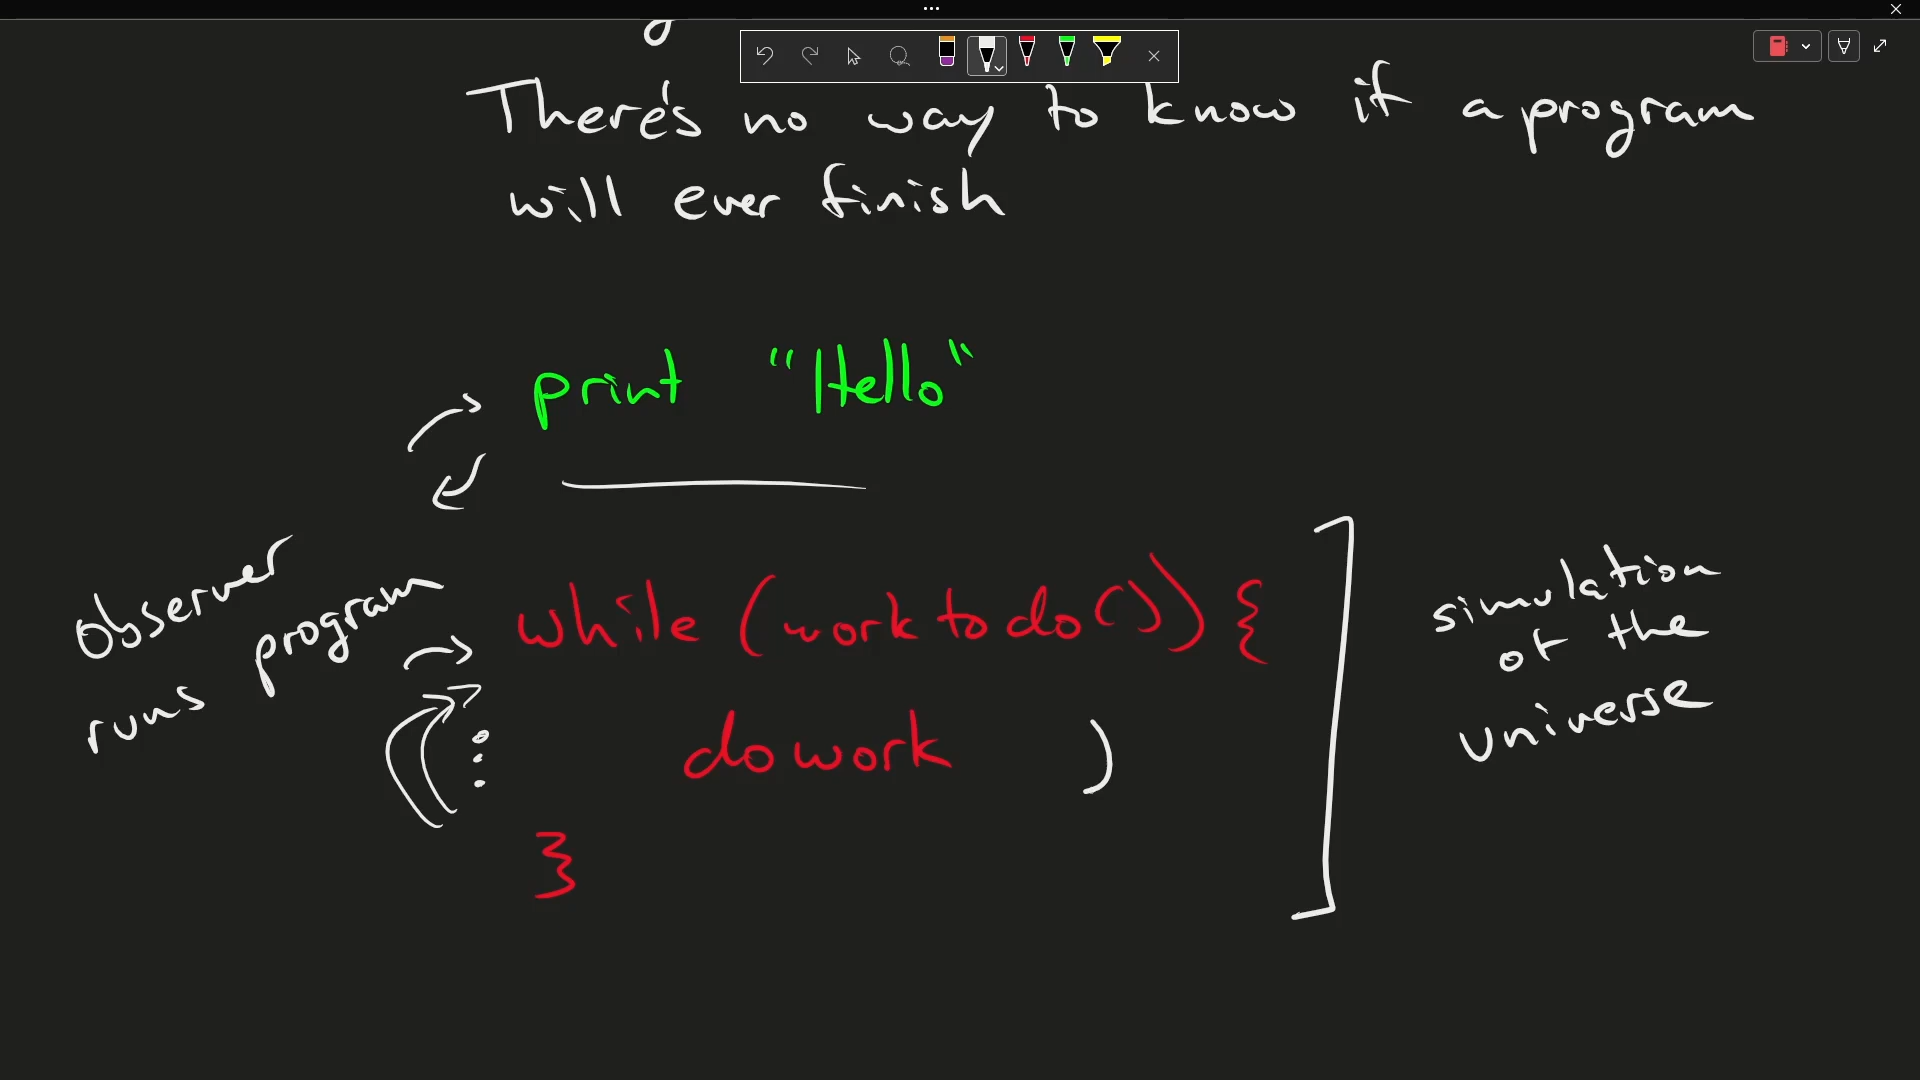 There's no way to know if a program
will ever finish
print "Hello"
Observer
runs program
while (work to do ()) {
do work )
}
simulation
of the
universe